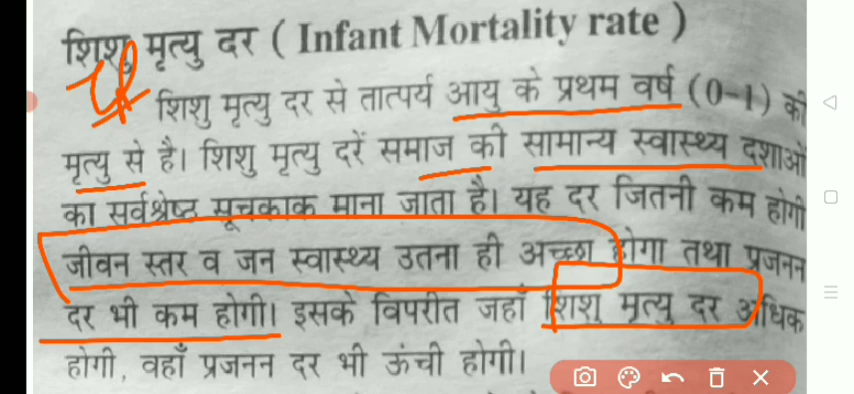 शिशु मृत्यु दर ( Infant Mortality rate )
शिशु मृत्यु दर से तात्पर्य आयु के प्रथम वर्ष (0-1) की
मृत्यु से है। शिशु मृत्यु दरें समाज की सामान्य स्वास्थ्य दशाओं
का सर्वश्रेष्ठ सूचकाक माना जाता है। यह दर जितनी कम होगी
जीवन स्तर व जन स्वास्थ्य उतना ही अच्छा होगा तथा प्रजनन
दर भी कम होगी। इसके विपरीत जहाँ शिशु मृत्यु दर अधिक
होगी, वहाँ प्रजनन दर भी ऊंची होगी।